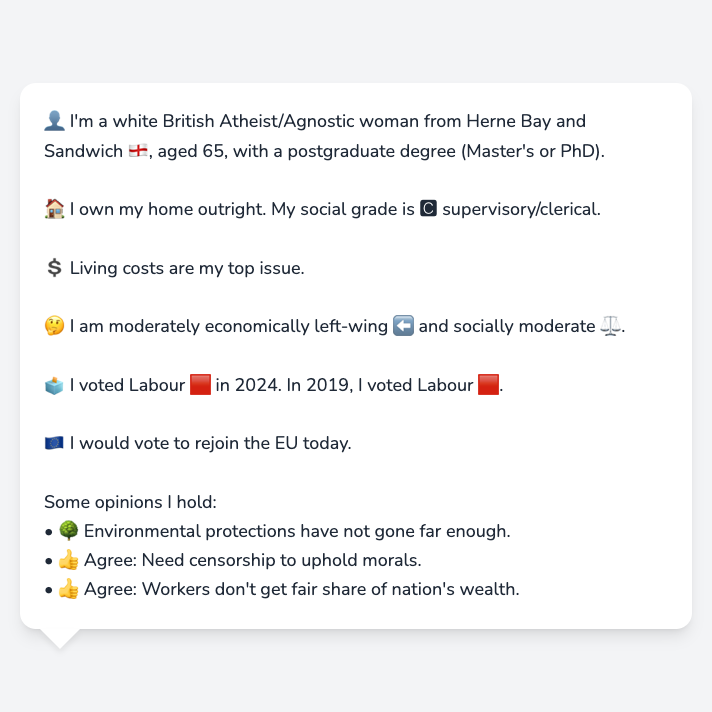 👤 I'm a white British Atheist/Agnostic woman from Herne Bay and
Sandwich 🏴󠁧󠁢󠁥󠁮󠁧󠁿, aged 65, with a postgraduate degree (Master's or PhD).
🏠 I own my home outright. My social grade is 🅲 supervisory/clerical.
💲 Living costs are my top issue.
🤔 I am moderately economically left-wing ⬅️ and socially moderate ⚖️.
🗳️ I voted Labour 🟥 in 2024. In 2019, I voted Labour 🟥.
🇪🇺 I would vote to rejoin the EU today.
Some opinions I hold:
• 🌳 Environmental protections have not gone far enough.
• 👍 Agree: Need censorship to uphold morals.
• 👍 Agree: Workers don't get fair share of nation's wealth.